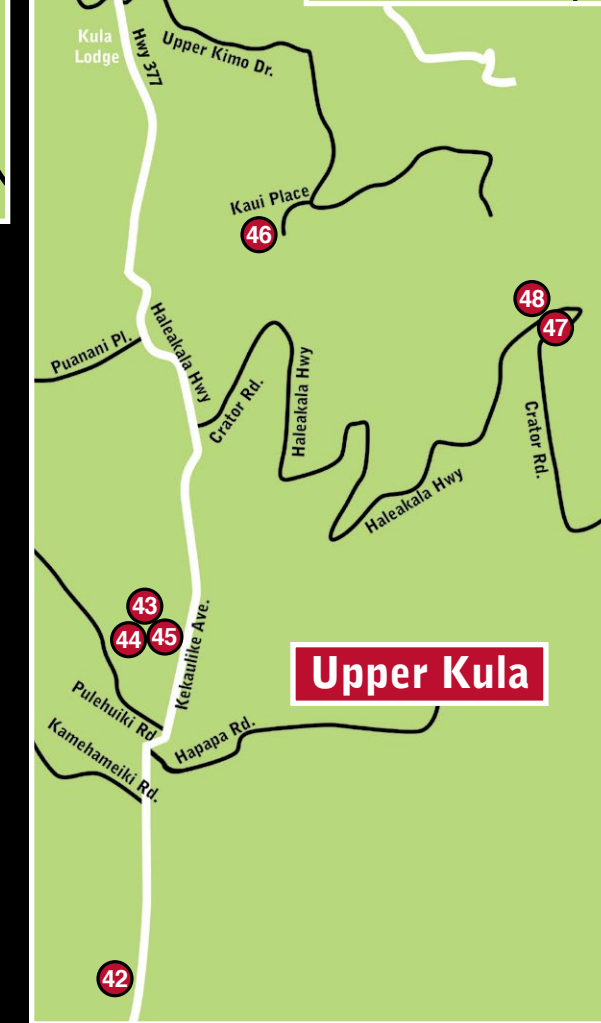 Kula
Lodge
Hwy 377
Upper Kimo Dr.
Kaui Place
46
48
47
Haleakala Hwy
Puanani Pl.
Crator Rd.
Haleakala Hwy
Crator Rd.
Haleakala Hwy
43
44
45
Kekaulike Ave.
Upper Kula
Pulehuiki Rd
Hapapa Rd.
Kamehameiki Rd.
42